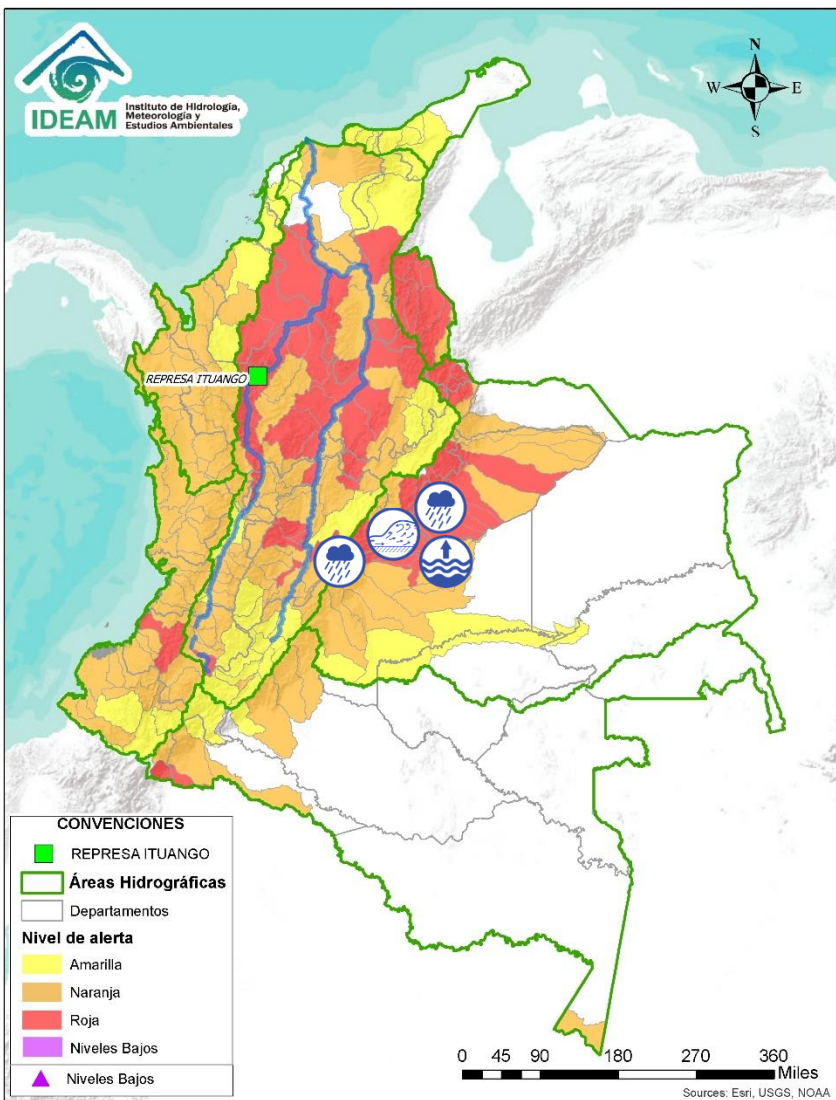 IDEAM
Instituto de Hidrología,
Meteorología y
Estudios Ambientales
N
W
E
S
REPRESA ITUANGO
CONVENCIONES
REPRESA ITUANGO
Áreas Hidrográficas
Departamentos
Nivel de alerta
Amarilla
Naranja
Roja
Niveles Bajos
Niveles Bajos
0 45 90 180 270 360
Miles
Sources: Esri, USGS, NOAA